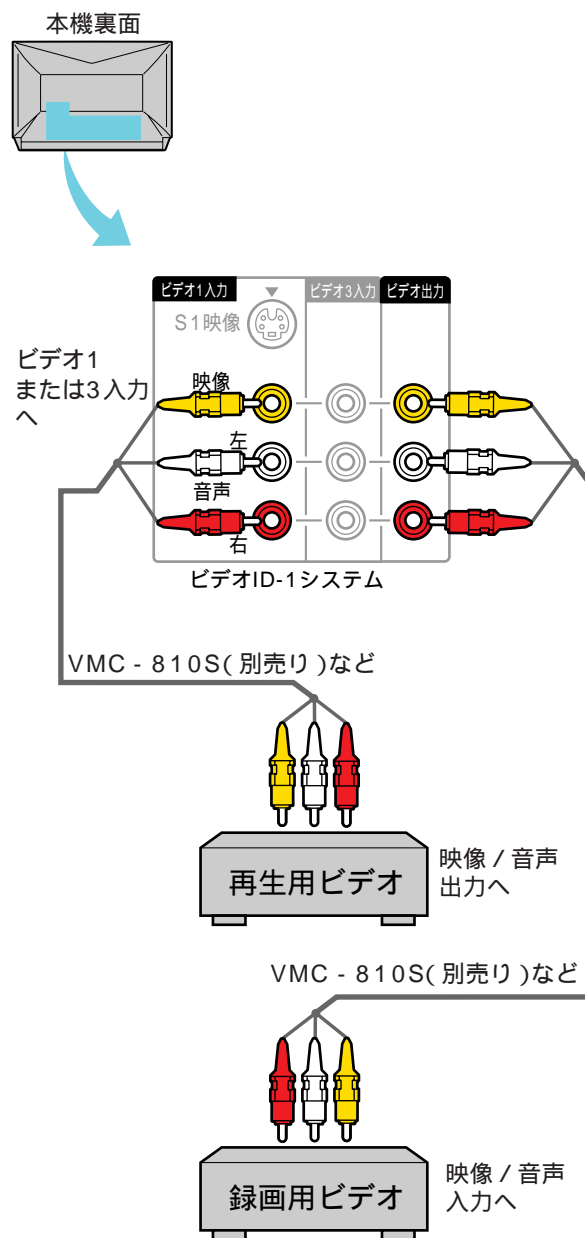 本機裏面
ビデオ1入力
ビデオ3入力
ビデオ出力
S1映像
ビデオ1
または3入力
へ
映像
左
音声
右
ビデオID-1システム
VMC - 810S(別売り)など
再生用ビデオ
映像 / 音声
出力へ
VMC - 810S(別売り)など
録画用ビデオ
映像 / 音声
入力へ